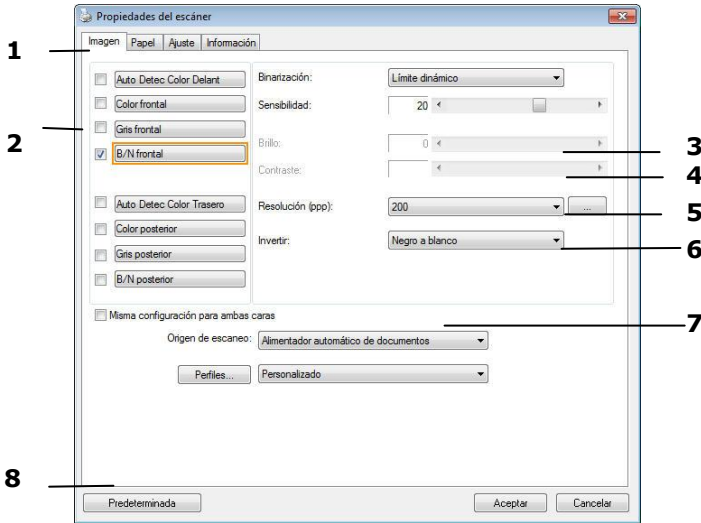 Propiedades del escáner
Imagen Papel Ajuste Información
1
Auto Detec Color Delant
Color frontal
Gris frontal
B/N frontal
2
Auto Detec Color Trasero
Color posterior
Gris posterior
B/N posterior
Binarización: Límite dinámico
Sensibilidad: 20
Brillo: 0
3
Contraste:
4
Resolución (ppp): 200 ...
5
Invertir: Negro a blanco
6
Misma configuración para ambas caras
7
Origen de escaneo: Alimentador automático de documentos
Perfiles... Personalizado
8
Predeterminada Aceptar Cancelar